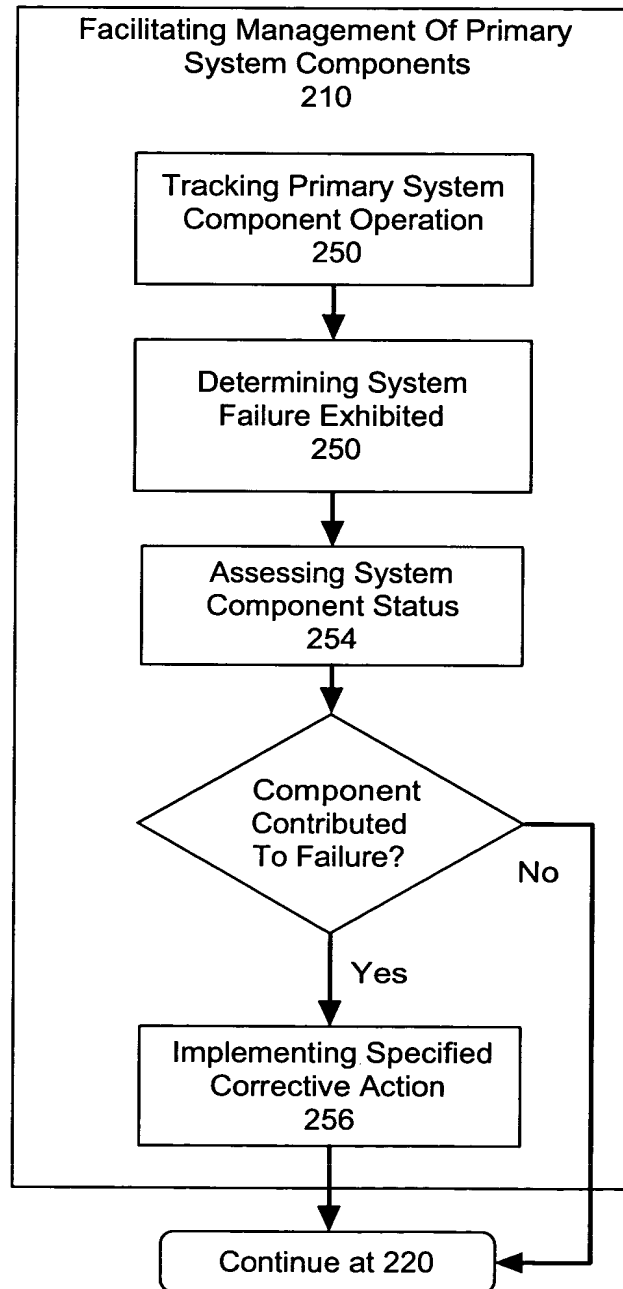 Facilitating Management Of Primary
System Components
210
Tracking Primary System
Component Operation
250
Determining System
Failure Exhibited
250
Assessing System
Component Status
254
Component
Contributed
To Failure?
No
Yes
Implementing Specified
Corrective Action
256
Continue at 220